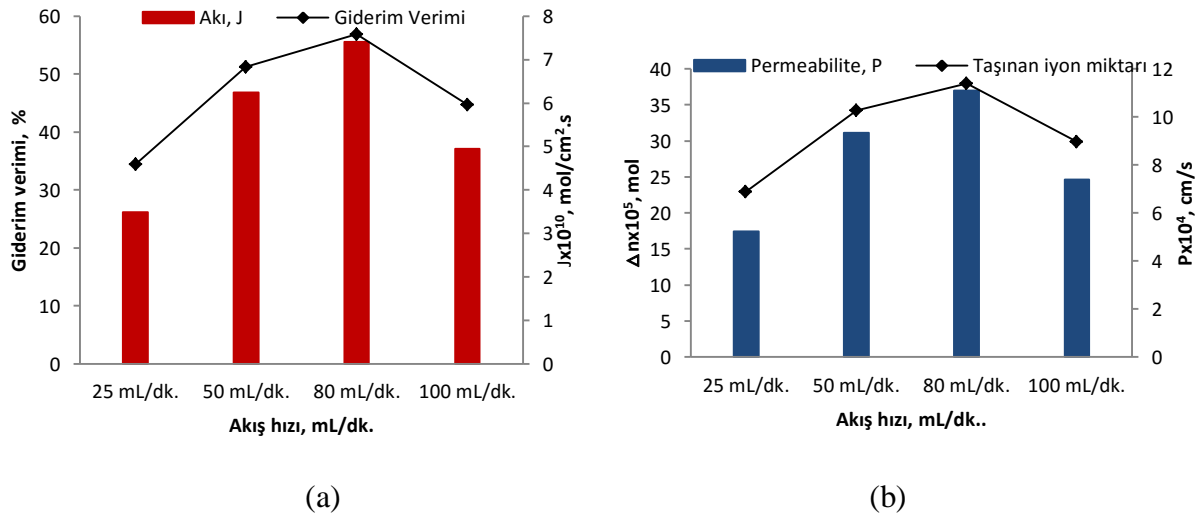 Akı, J
Giderim Verimi
60
50
40
30
20
10
0
Giderim verimi, %
8
7
6
5
4
3
2
1
0
Jx10¹⁰, mol/cm².s
25 mL/dk.
50 mL/dk.
80 mL/dk.
100 mL/dk.
Akış hızı, mL/dk.
(a)
Permeabilite, P
Taşınan iyon miktarı
40
35
30
25
20
15
10
5
0
Δnx10⁵, mol
12
10
8
6
4
2
0
Px10⁴, cm/s
25 mL/dk.
50 mL/dk.
80 mL/dk.
100 mL/dk.
Akış hızı, mL/dk..
(b)